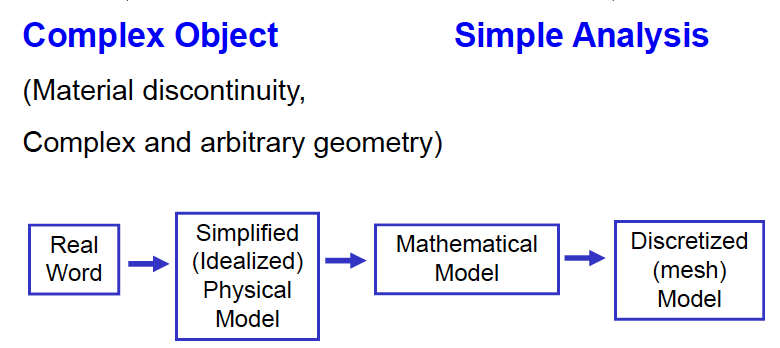 Complex Object
Simple Analysis
(Material discontinuity,
Complex and arbitrary geometry)
Real
Word
Simplified
(Idealized)
Physical
Model
Mathematical
Model
Discretized
(mesh)
Model